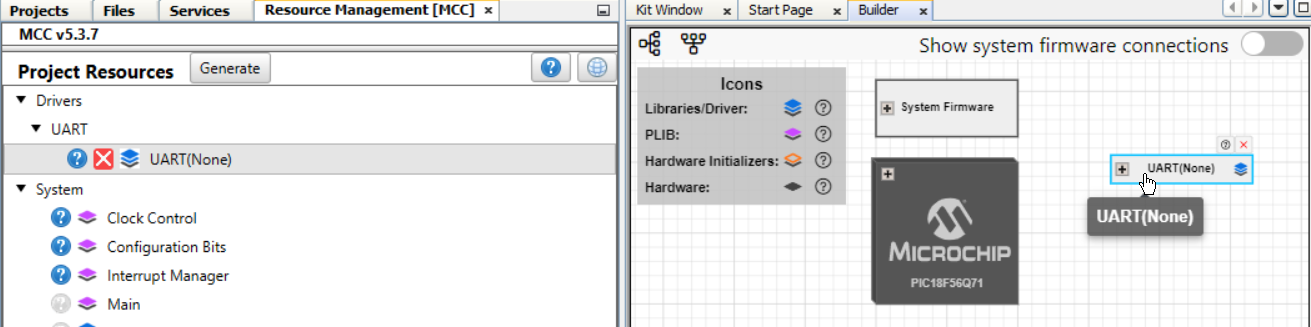 Projects Files Services Resource Management [MCC] ×
MCC v5.3.7
Project Resources Generate
Drivers
UART
UART(None)
System
Clock Control
Configuration Bits
Interrupt Manager
Main
Kit Window × Start Page × Builder ×
Show system firmware connections
Icons
Libraries/Driver:
PLIB:
Hardware Initializers:
Hardware:
System Firmware
MICROCHIP
PIC18F56Q71
UART(None)
UART(None)